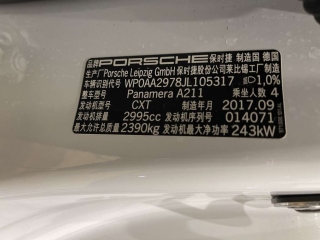 品牌 PORSCHE 保时捷 制造国 德国
生产厂 Porsche Leipzig GmbH 保时捷股份公司莱比锡工厂制造
车辆识别代号 WP0AA2978JL105317 1,0%
整车型号 Panamera A211 乘坐人数 4
发动机型号 CXT 制造年月 2017.09
发动机排量 2995cc 发动机序列号 014071
最大允许总质量 2390kg 发动机最大净功率 243kW